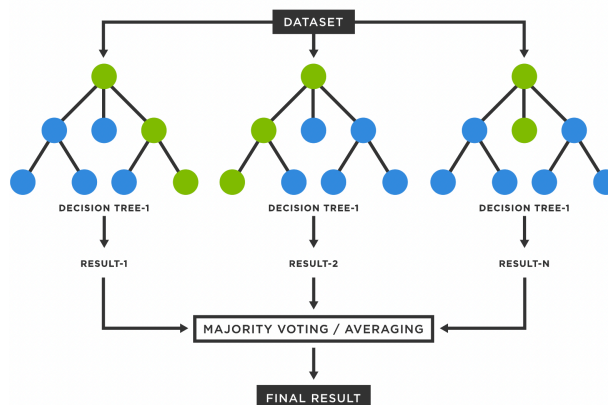 DATASET
DECISION TREE-1
DECISION TREE-1
DECISION TREE-1
RESULT-1
RESULT-2
RESULT-N
MAJORITY VOTING / AVERAGING
FINAL RESULT